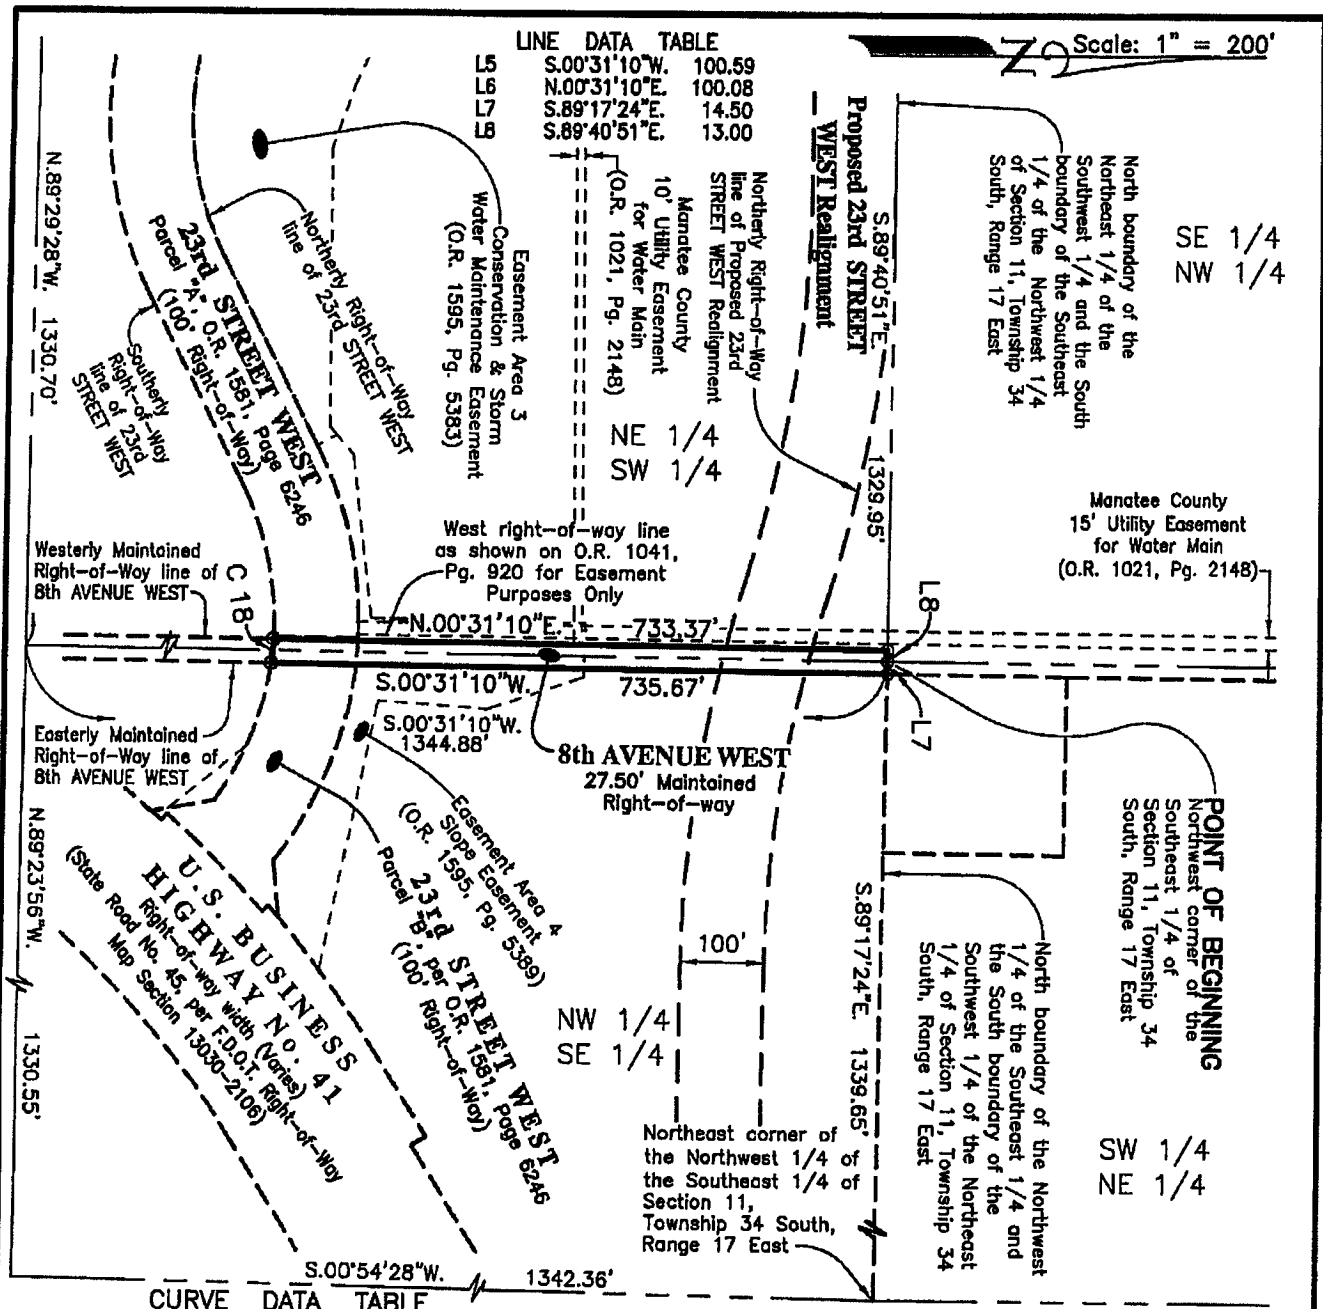 LINE DATA TABLE
L5 S.00°31'10"W. 100.59
L6 N.00°31'10"E. 100.08
L7 S.89°17'24"E. 14.50
L8 S.89°40'51"E. 13.00
N
Scale: 1" = 200'
N.89°29'28"W. 1330.70'
23rd STREET WEST
Parcel "A", O.R. 1581, Page 6246
(100' Right-of-Way)
Southerly
Right-of-Way
line of 23rd
STREET WEST
Northerly Right-of-Way
line of 23rd STREET WEST
Easement Area 3
Conservation & Storm
Water Maintenance Easement
(O.R. 1595, Pg. 5383)
Manatee County
10' Utility Easement
for Water Main
(O.R. 1021, Pg. 2148)
Northerly Right-of-Way
line of Proposed 23rd
STREET WEST Realignment
Proposed 23rd STREET
WEST Realignment
S.89°40'51"E. 1329.95'
North boundary of the
Northeast 1/4 of the
Southwest 1/4 and the South
boundary of the Southeast
1/4 of the Northwest 1/4
of Section 11, Township 34
South, Range 17 East
SE 1/4
NW 1/4
NE 1/4
SW 1/4
Manatee County
15' Utility Easement
for Water Main
(O.R. 1021, Pg. 2148)
West right-of-way line
as shown on O.R. 1041,
Pg. 920 for Easement
Purposes Only
Westerly Maintained
Right-of-Way line of
8th AVENUE WEST
C 18
L8
N.00°31'10"E. 733.37'
S.00°31'10"W. 735.67'
L7
S.00°31'10"W.
1344.88'
8th AVENUE WEST
27.50' Maintained
Right-of-way
Easterly Maintained
Right-of-Way line of
8th AVENUE WEST
N.89°23'56"W. 1330.55'
U.S. BUSINESS
HIGHWAY NO. 41
Right-of-way width (Varies)
(State Road No. 45, per F.D.O.T. Right-of-Way
Map Section 13030-2106)
Easement Area 4
Slope Easement
(O.R. 1595, Pg. 5389)
23rd STREET WEST
Parcel "B", per O.R. 1581, Page 6246
(100' Right-of-Way)
100'
NW 1/4
SE 1/4
S.89°17'24"E. 1339.65'
North boundary of the Northwest
1/4 of the Southeast 1/4 and
the South boundary of the
Southwest 1/4 of the Northeast
1/4 of Section 11, Township 34
South, Range 17 East
POINT OF BEGINNING
Northwest corner of the
Southeast 1/4 of
Section 11, Township 34
South, Range 17 East
SW 1/4
NE 1/4
Northeast corner of
the Northwest 1/4 of
the Southeast 1/4 of
Section 11,
Township 34 South,
Range 17 East
S.00°54'28"W. 1342.36'
CURVE DATA TABLE